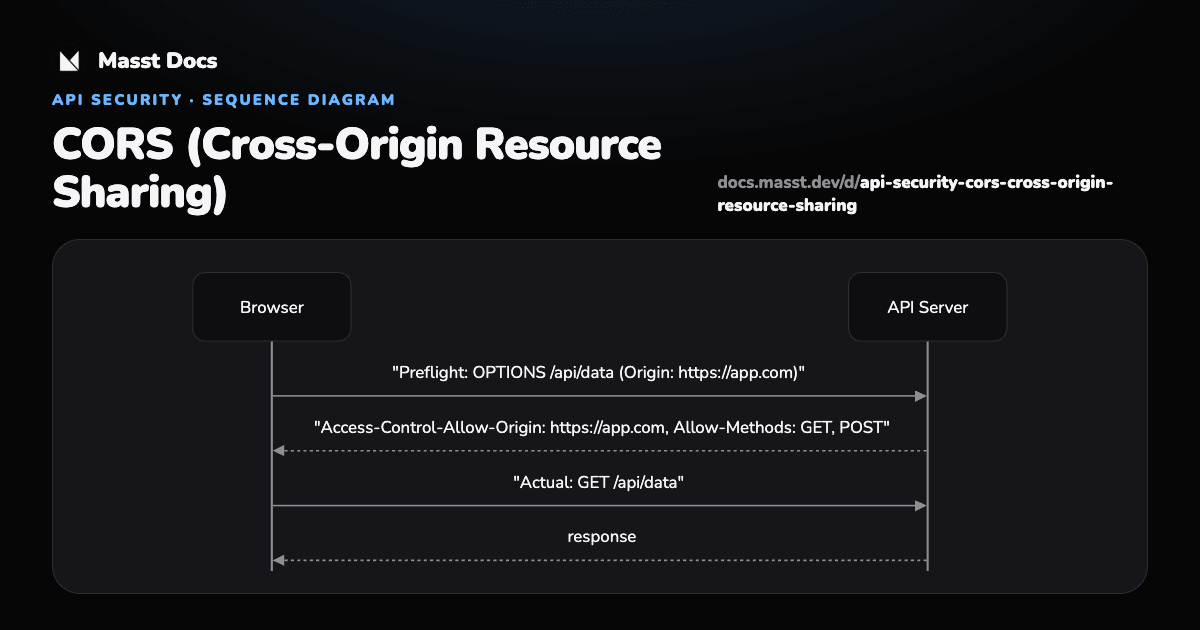 Masst Docs
API SECURITY · SEQUENCE DIAGRAM
CORS (Cross-Origin Resource
Sharing)
docs.masst.dev/d/api-security-cors-cross-origin-
resource-sharing
Browser
API Server
"Preflight: OPTIONS /api/data (Origin: https://app.com)"
"Access-Control-Allow-Origin: https://app.com, Allow-Methods: GET, POST"
"Actual: GET /api/data"
response